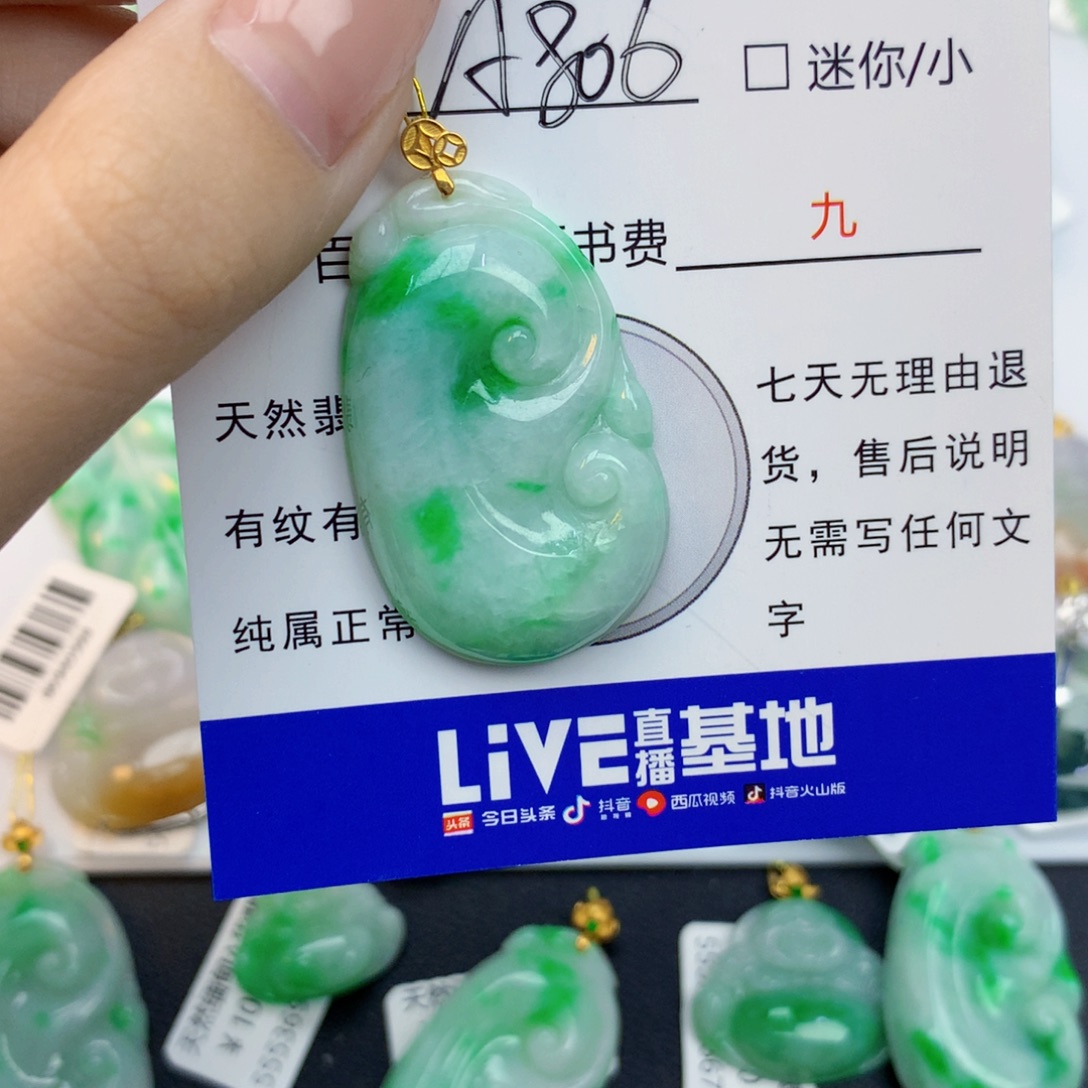 A806 □ 迷你/小
书费 九
天然翡
有纹有
纯属正常
七天无理由退
货，售后说明
无需写任何文
字
LiVE直播基地
头条 今日头条 抖音 西瓜视频 抖音火山版